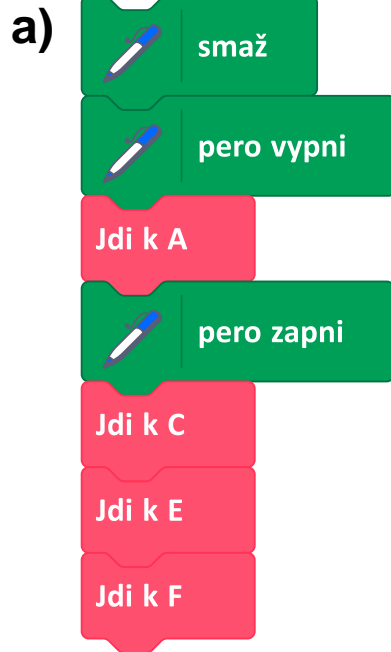 a)
smaž
pero vypni
Jdi k A
pero zapni
Jdi k C
Jdi k E
Jdi k F